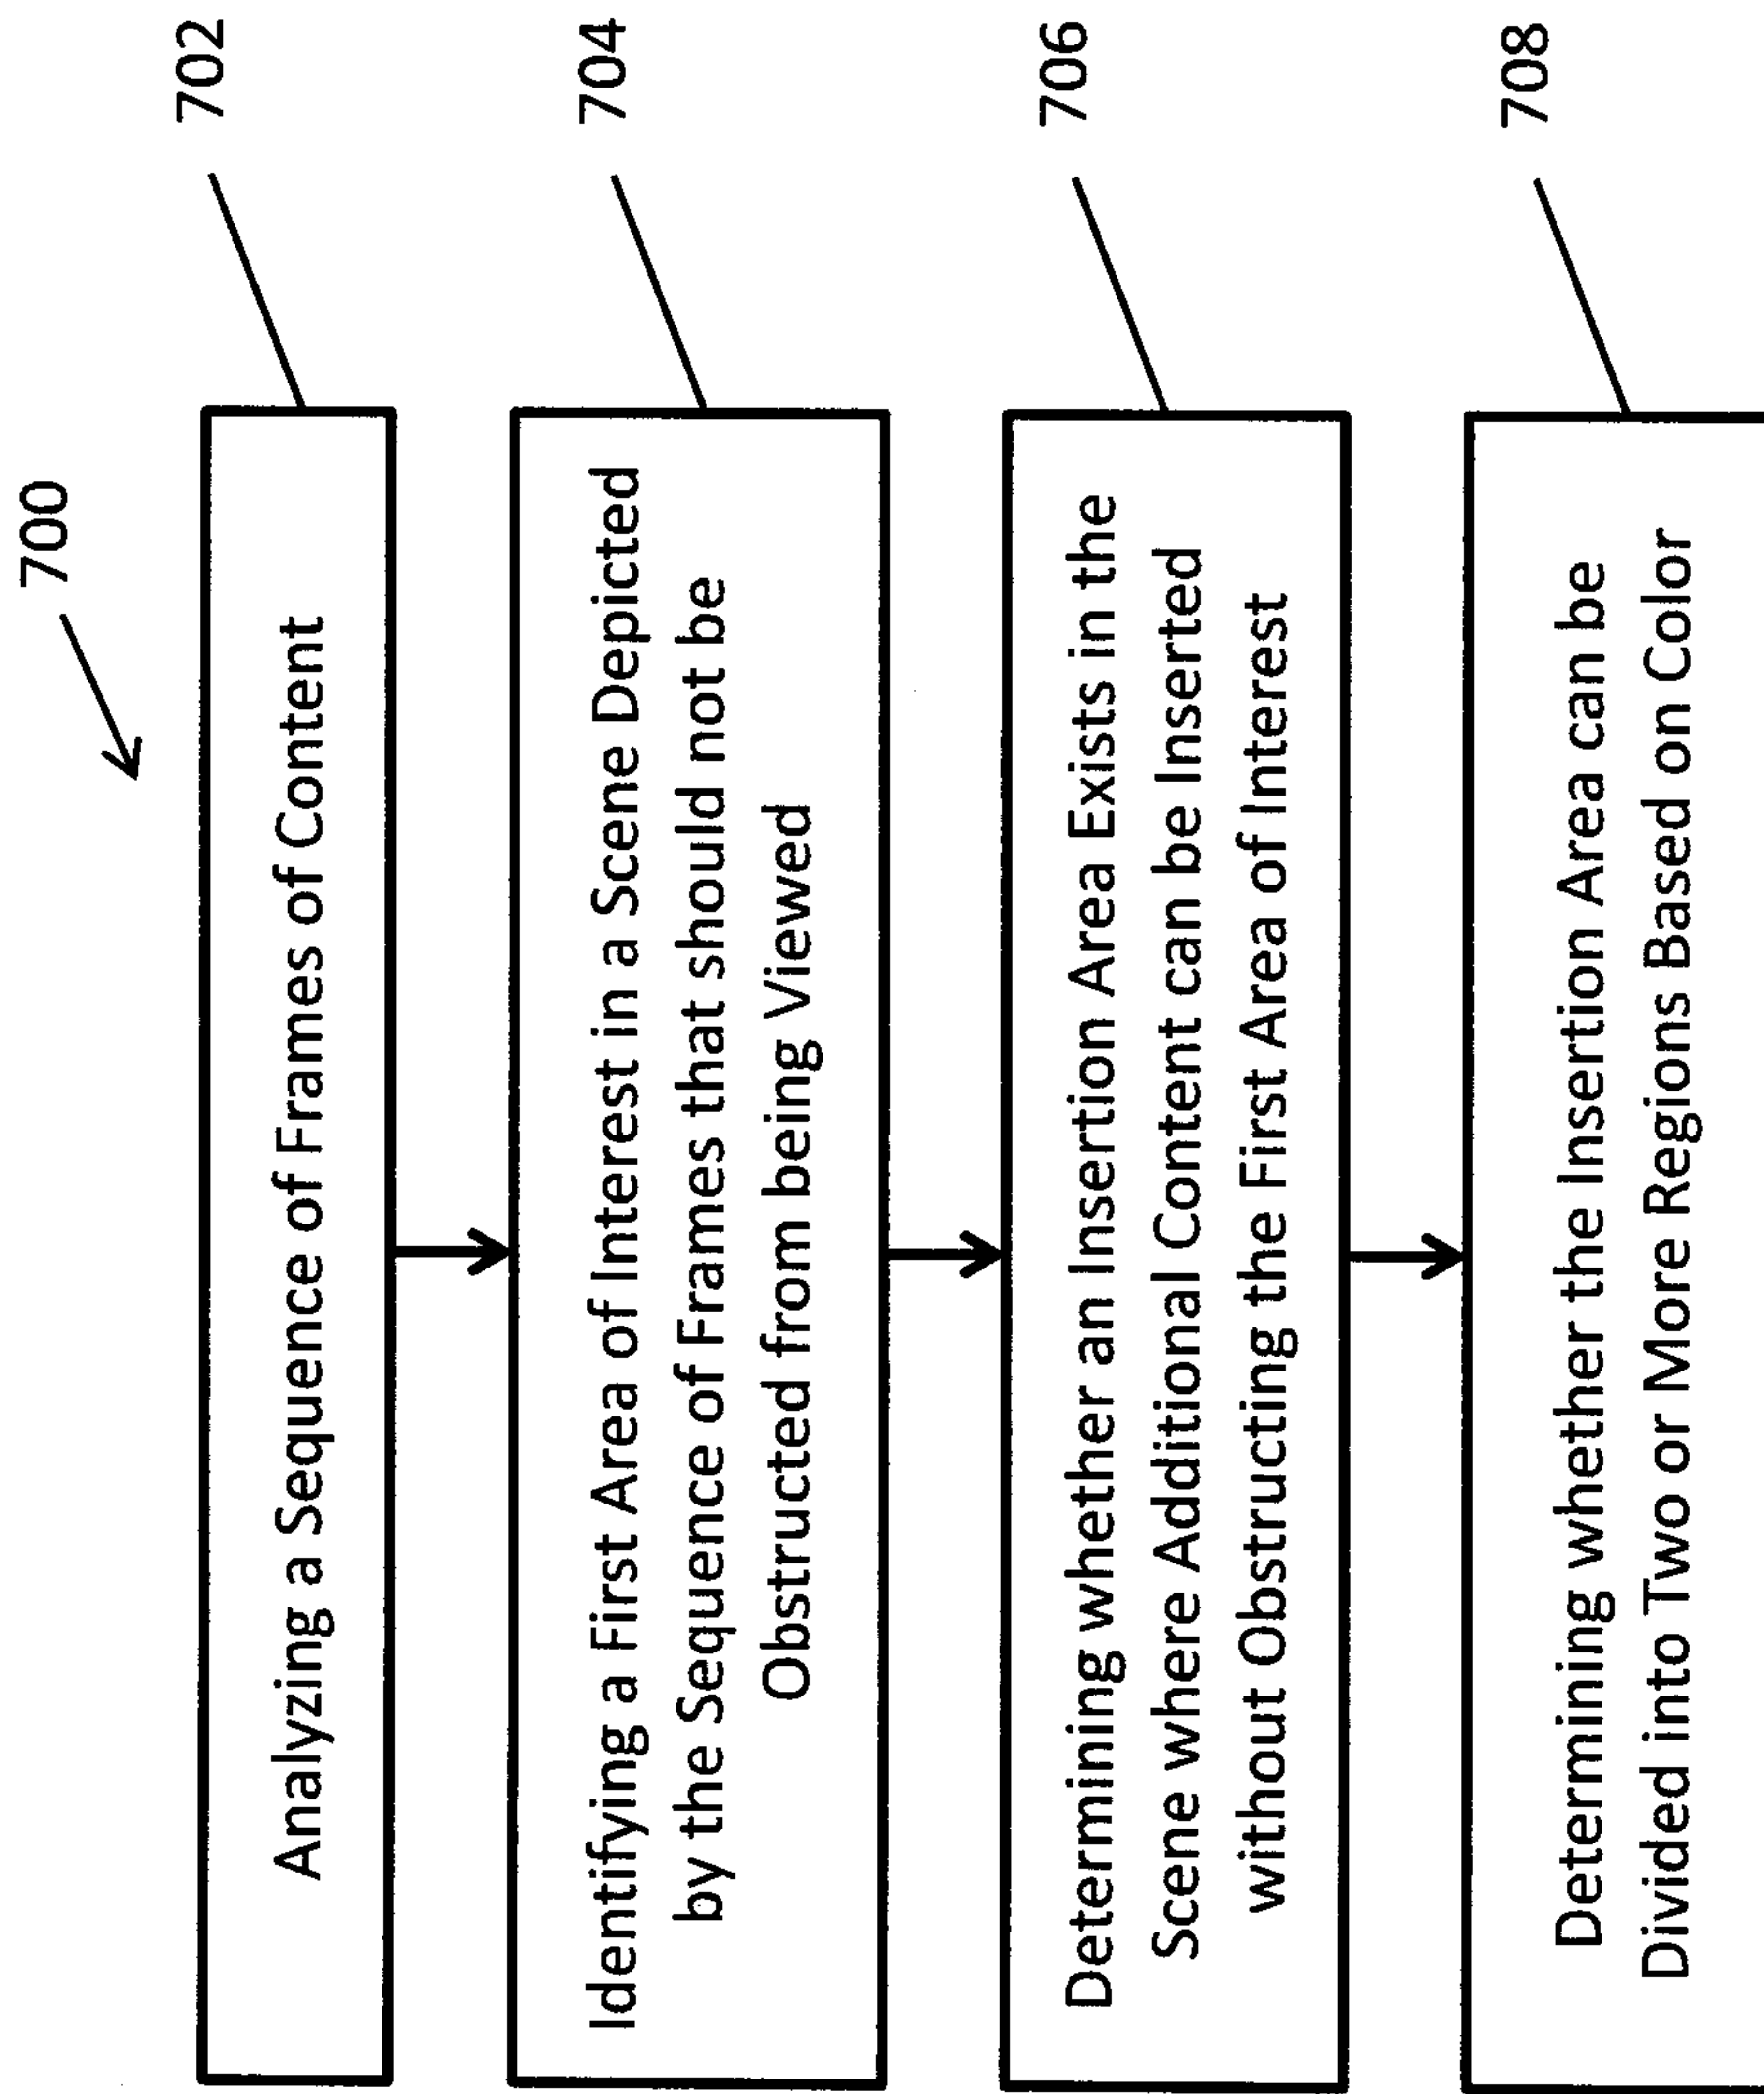 700
702
Analyzing a Sequence of Frames of Content
704
Identifying a First Area of Interest in a Scene Depicted
by the Sequence of Frames that should not be
Obstructed from being Viewed
706
Determining whether an Insertion Area Exists in the
Scene where Additional Content can be Inserted
without Obstructing the First Area of Interest
708
Determining whether the Insertion Area can be
Divided into Two or More Regions Based on Color